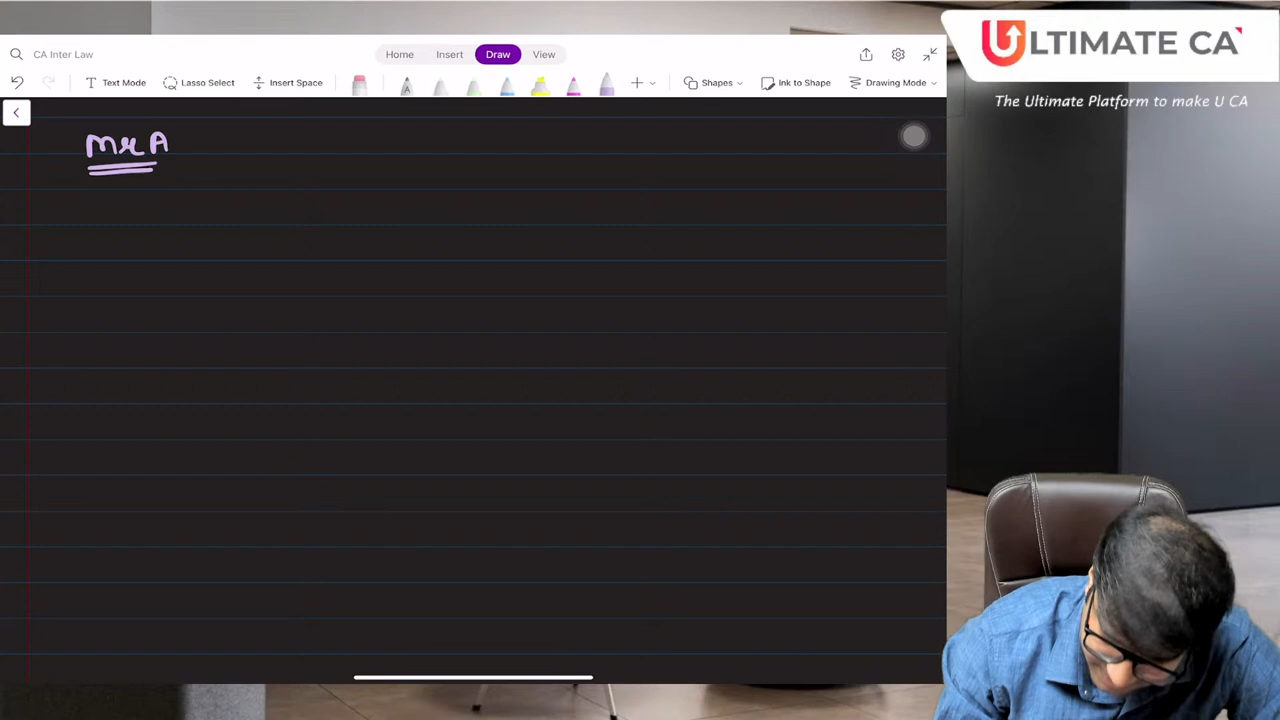 ULTIMATE CA
The Ultimate Platform to make U CA
CA Inter Law
Home Insert Draw View
Text Mode Lasso Select Insert Space Shapes Ink to Shape Drawing Mode
Mr A